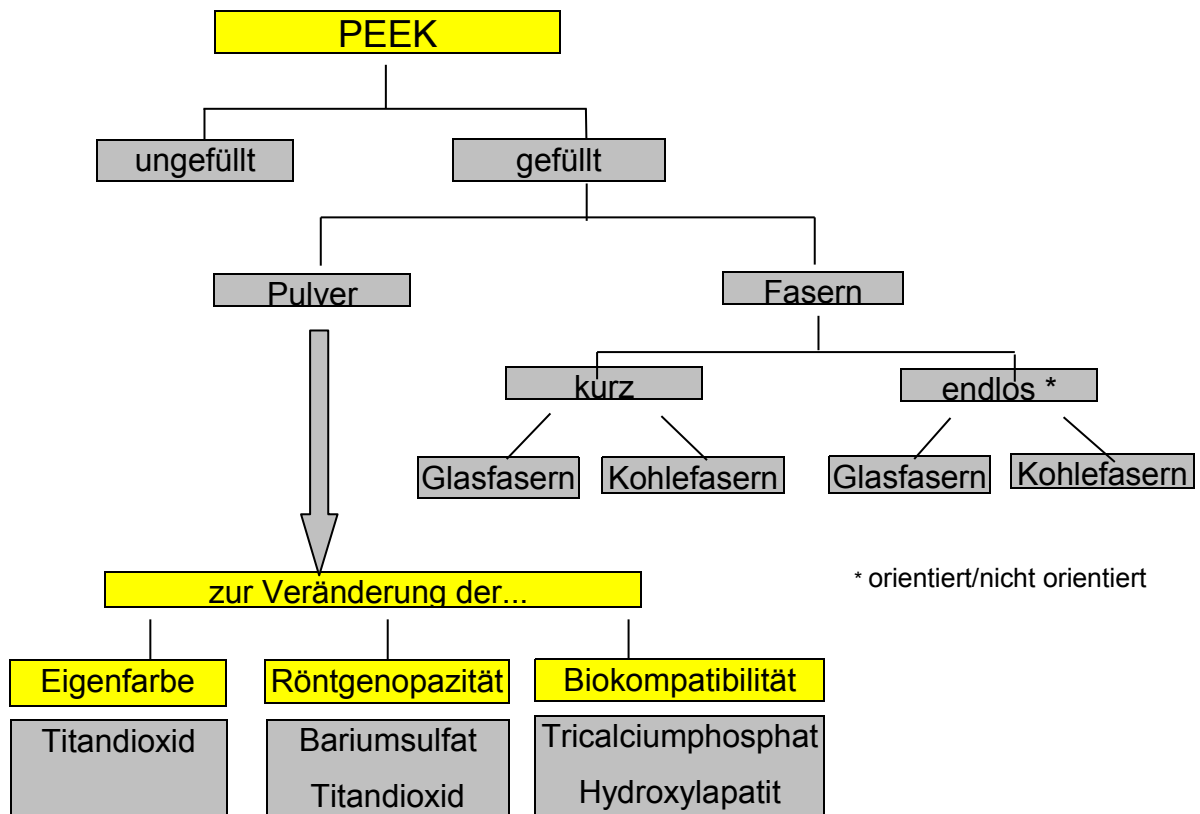 PEEK
ungefüllt
gefüllt
Pulver
Fasern
kurz
endlos *
Glasfasern
Kohlefasern
Glasfasern
Kohlefasern
* orientiert/nicht orientiert
zur Veränderung der...
Eigenfarbe
Röntgenopazität
Biokompatibilität
Titandioxid
Bariumsulfat
Titandioxid
Tricalciumphosphat
Hydroxylapatit